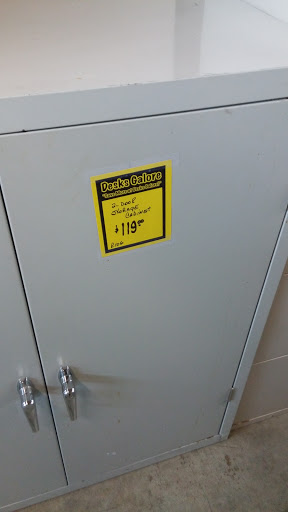 Desks Galore
2-DOOR
STORAGE
CABINET
$119.00